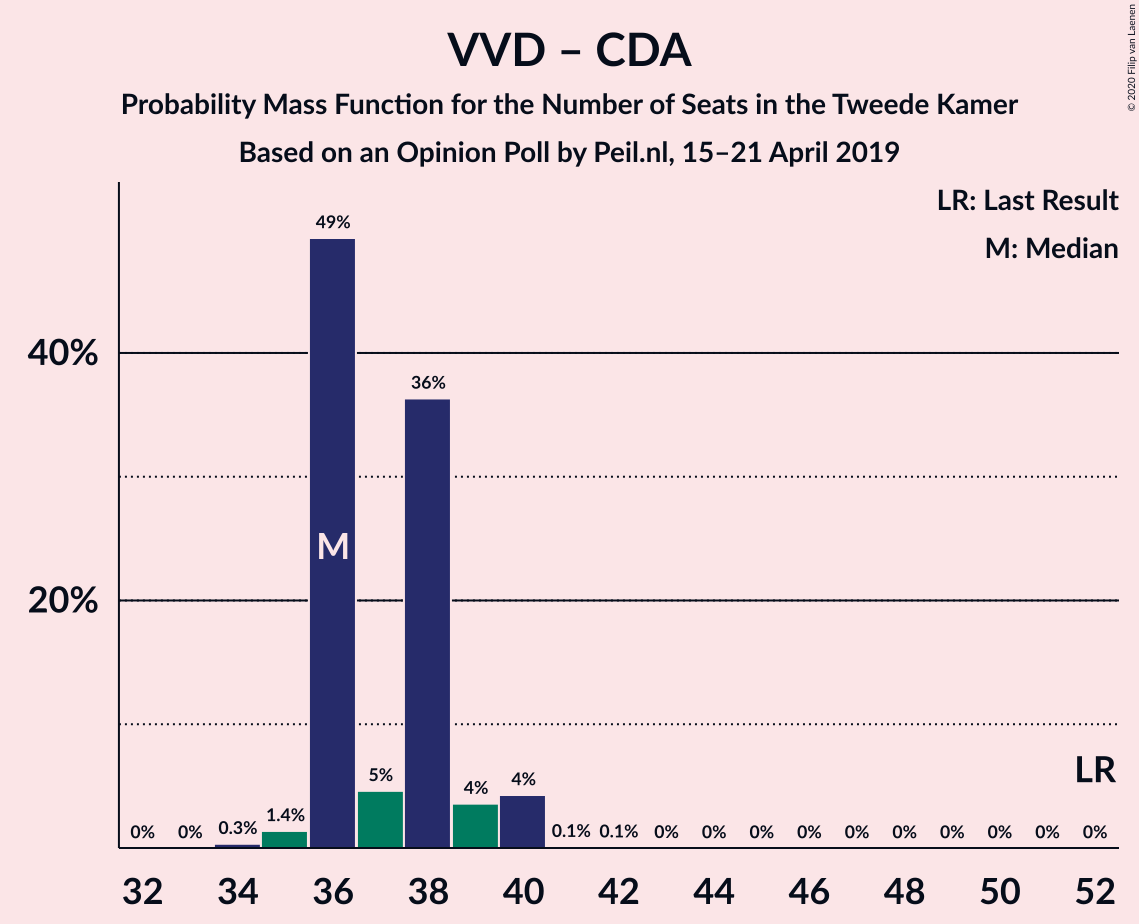 VVD – CDA
Probability Mass Function for the Number of Seats in the Tweede Kamer
Based on an Opinion Poll by Peil.nl, 15–21 April 2019
© 2020 Filip van Laenen
LR: Last Result
M: Median
49%
40%
36%
M
20%
LR
0% 0% 0.3% 1.4% 5% 4% 4% 0.1% 0.1% 0% 0% 0% 0% 0% 0% 0% 0% 0% 0%
32 34 36 38 40 42 44 46 48 50 52